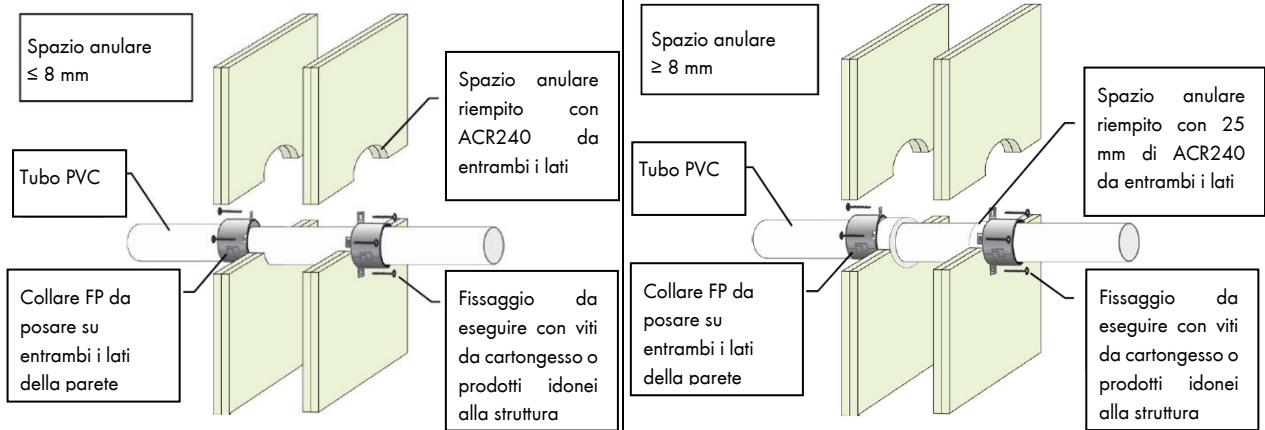 Spazio anulare
≤ 8 mm
Spazio anulare
riempito con
ACR240 da
entrambi i lati
Tubo PVC
Collare FP da
posare su
entrambi i lati
della parete
Fissaggio da
eseguire con viti
da cartongesso o
prodotti idonei
alla struttura
Spazio anulare
≥ 8 mm
Spazio anulare
riempito con 25
mm di ACR240
da entrambi i lati
Tubo PVC
Collare FP da
posare su
entrambi i lati
della parete
Fissaggio da
eseguire con viti
da cartongesso o
prodotti idonei
alla struttura